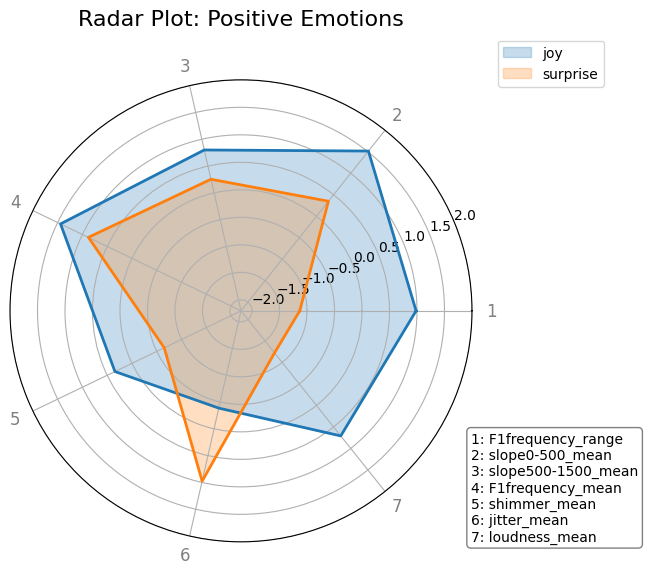 Radar Plot: Positive Emotions
joy
surprise
3
2
4
2.0
1.5
1.0
0.5
0.0
−0.5
−1.0
−1.5
−2.0
1
5
6
7
1: F1frequency_range
2: slope0-500_mean
3: slope500-1500_mean
4: F1frequency_mean
5: shimmer_mean
6: jitter_mean
7: loudness_mean